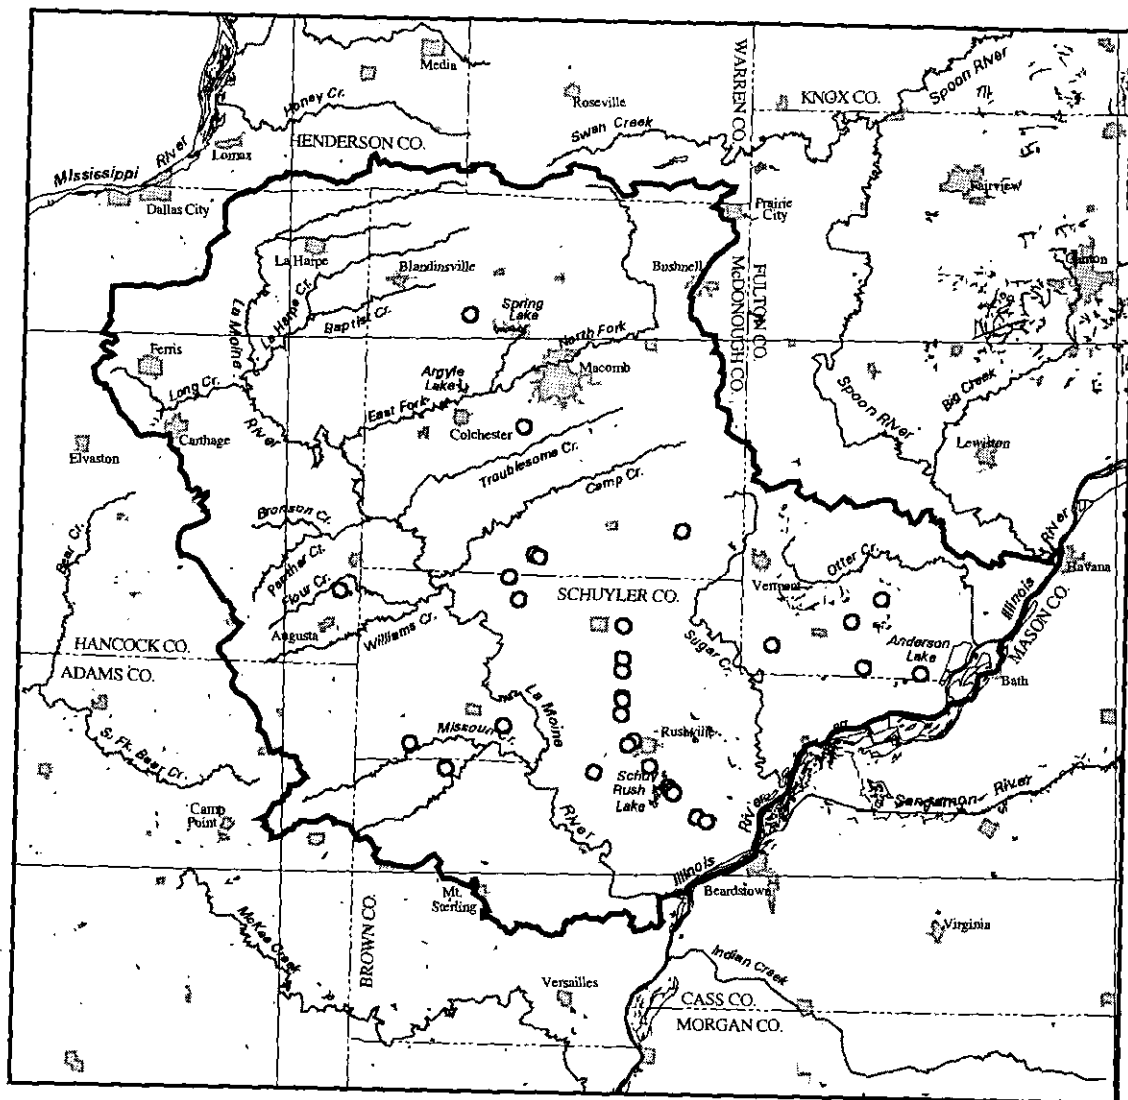 Media
Roseville
KNOX CO.
Spoon River
WARREN CO.
Honey Cr.
Swan Creek
HENDERSON CO.
Lomax
Mississippi River
Dallas City
Fairview
Prairie
City
La Harpe
Blandinsville
Bushnell
Canton
FULTON CO.
McDONOUGH CO.
La Moine
River
La Harpe Cr.
Baptist Cr.
Spring
Lake
North Fork
Ferris
Argyle
Lake
Macomb
Long Cr.
East Fork
Big Creek
Spoon River
Carthage
Colchester
Elvaston
Lewiston
Troublesome Cr.
Camp Cr.
Bronson Cr.
Bear Cr.
Panther Cr.
Flour Cr.
Vermont
Otter Cr.
River
Illinois
Havana
SCHUYLER CO.
MASON CO.
Augusta
Williams Cr.
Sugar Cr.
Anderson
Lake
HANCOCK CO.
ADAMS CO.
Bath
La Moine
River
S. Fk. Bear Cr.
Missouri Cr.
Rushville
Schuy
Rush
Lake
Camp
Point
Sangamon River
River
Illinois
Beardstown
Mt.
Sterling
Virginia
McKee Creek
BROWN CO.
Versailles
Indian Creek
CASS CO.
MORGAN CO.